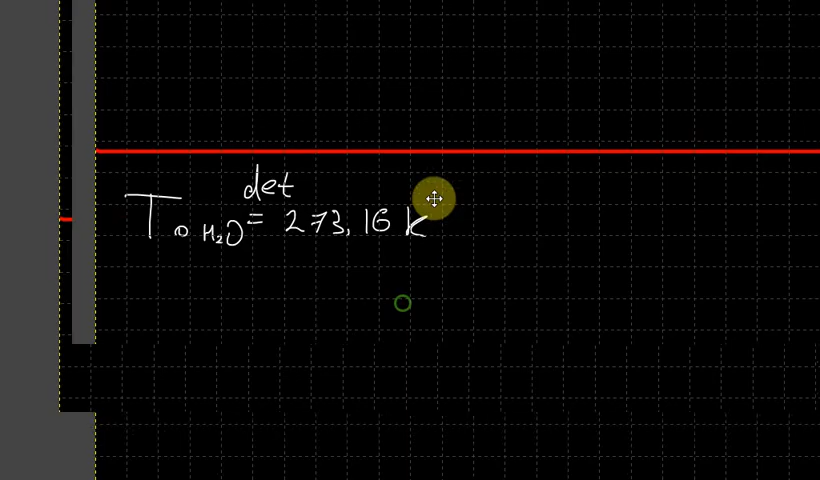 det
T₀ H₂O = 273,16 k